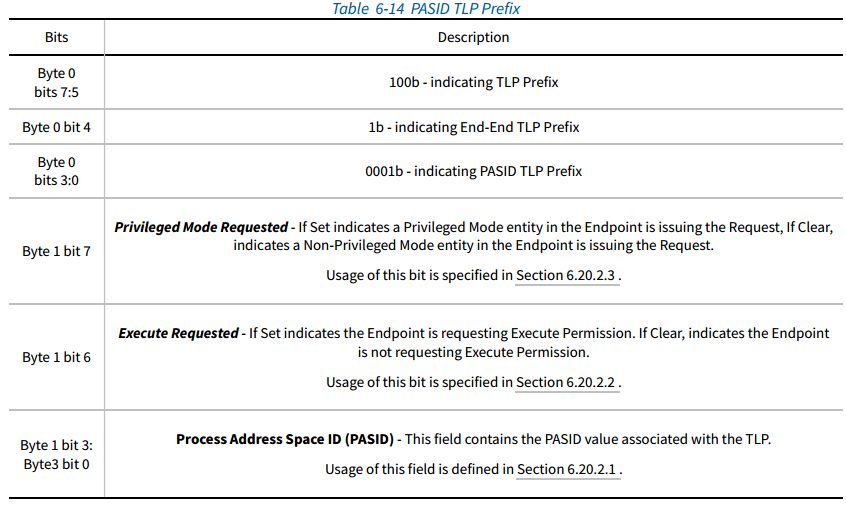 Table 6-14 PASID TLP Prefix
Bits
Description
Byte 0
bits 7:5
100b - indicating TLP Prefix
Byte 0 bit 4
1b - indicating End-End TLP Prefix
Byte 0
bits 3:0
0001b - indicating PASID TLP Prefix
Byte 1 bit 7
Privileged Mode Requested - If Set indicates a Privileged Mode entity in the Endpoint is issuing the Request, If Clear,
indicates a Non-Privileged Mode entity in the Endpoint is issuing the Request.
Usage of this bit is specified in Section 6.20.2.3 .
Byte 1 bit 6
Execute Requested - If Set indicates the Endpoint is requesting Execute Permission. If Clear, indicates the Endpoint
is not requesting Execute Permission.
Usage of this bit is specified in Section 6.20.2.2 .
Byte 1 bit 3:
Byte3 bit 0
Process Address Space ID (PASID) - This field contains the PASID value associated with the TLP.
Usage of this field is defined in Section 6.20.2.1 .